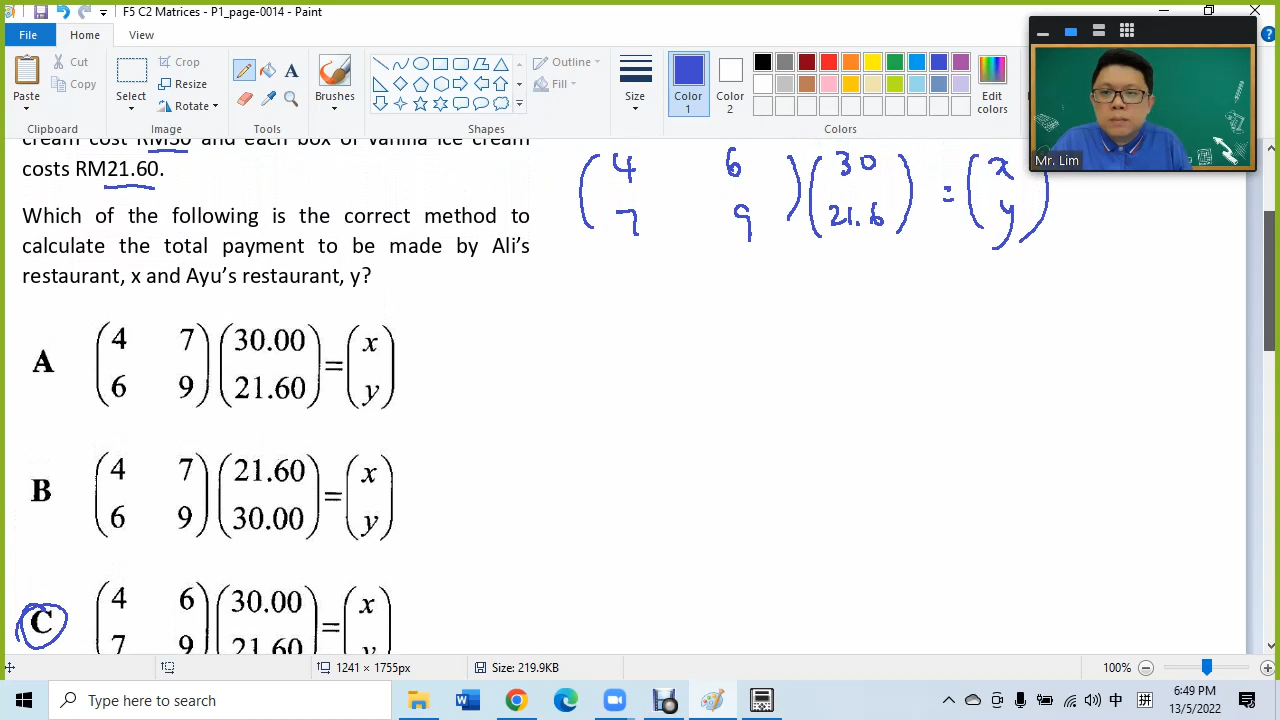 F5 C2 Matrices - P1_page-0014 - Paint
File
Home
View
Paste
Cut
Copy
Clipboard
Select
Crop
Resize
Rotate
Image
A
Tools
Brushes
Shapes
Outline
Fill
Size
Color 1
Color 2
Edit colors
Colors
Mr. Lim
cream cost RM30 and each box of vanilla ice cream
costs RM21.60.
Which of the following is the correct method to
calculate the total payment to be made by Ali's
restaurant, x and Ayu's restaurant, y?
4 6 30 = x
7 9 21.6 y
A
4 7 30.00 = x
6 9 21.60 y
B
4 7 21.60 = x
6 9 30.00 y
C
4 6 30.00 = x
7 9 21.60 y
1241 × 1755px
Size: 219.9KB
100%
Type here to search
中
拼
6:49 PM
13/5/2022